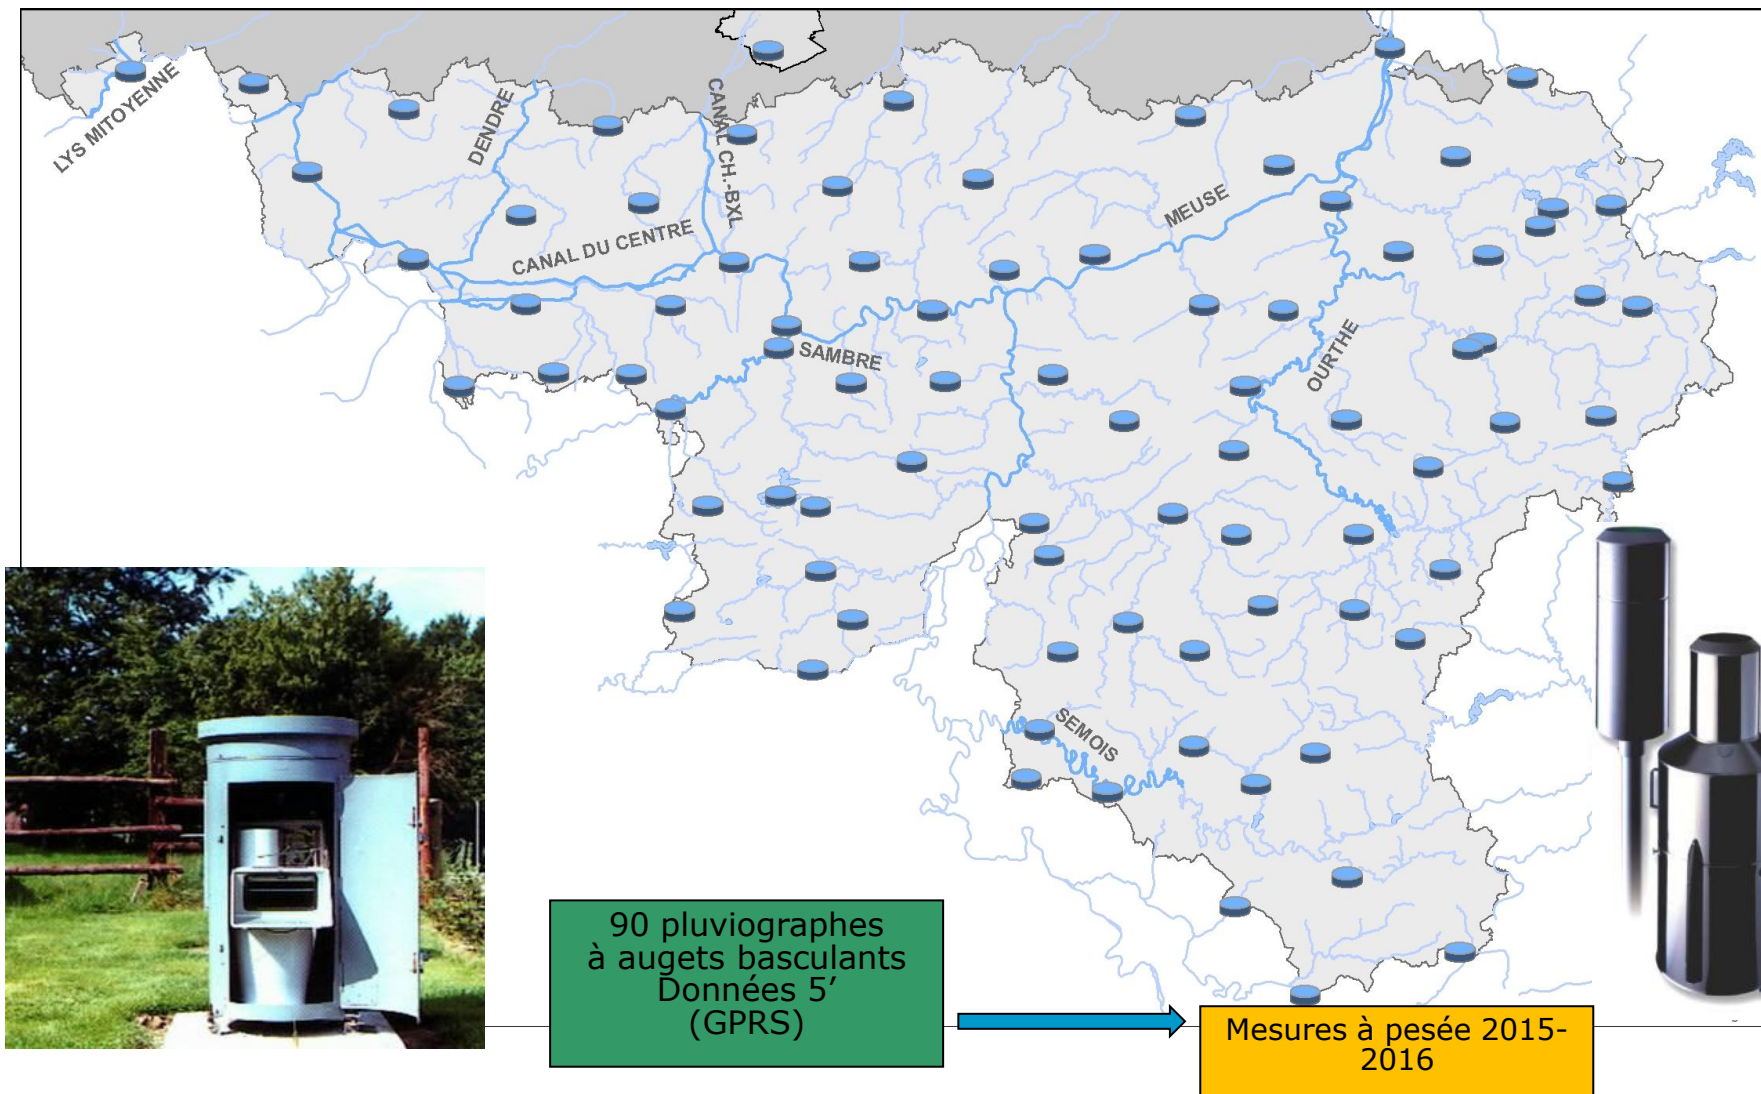 LYS MITOYENNE
DENDRE
CANAL CH.-BXL
CANAL DU CENTRE
MEUSE
SAMBRE
OURTHE
SEMOIS
90 pluviographes
à augets basculants
Données 5’
(GPRS)
Mesures à pesée 2015-
2016